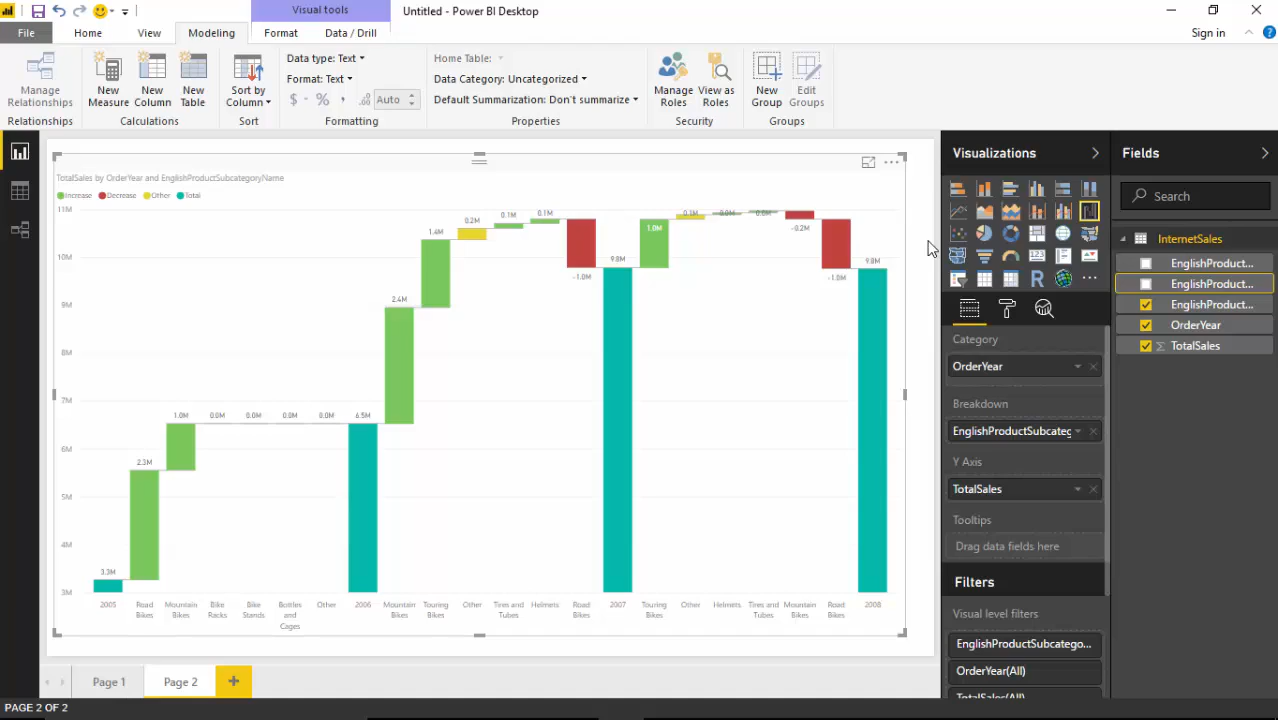 Visual tools
Untitled - Power BI Desktop
File
Home
View
Modeling
Format
Data / Drill
Sign in
Manage
Relationships
Relationships
New
Measure
New
Column
New
Table
Calculations
Sort by
Column
Sort
Data type: Text
Format: Text
$ % , .00 Auto
Formatting
Home Table:
Data Category: Uncategorized
Default Summarization: Don't summarize
Properties
Manage
Roles
View as
Roles
Security
New
Group
Edit
Groups
Groups
TotalSales by OrderYear and EnglishProductSubcategoryName
Increase Decrease Other Total
11M
10M
9M
8M
7M
6M
5M
4M
3M
3.3M
2.3M
1.0M
0.0M
0.0M
0.0M
0.0M
6.5M
2.4M
1.4M
0.2M
0.1M
0.1M
-1.0M
9.8M
1.0M
0.1M
0.0M
0.0M
-0.2M
-1.0M
9.8M
2005
Road
Bikes
Mountain
Bikes
Bike
Racks
Bike
Stands
Bottles
and
Cages
Other
2006
Mountain
Bikes
Touring
Bikes
Other
Tires and
Tubes
Helmets
Road
Bikes
2007
Touring
Bikes
Other
Helmets
Tires and
Tubes
Mountain
Bikes
Road
Bikes
2008
Visualizations
123
R
Category
OrderYear
Breakdown
EnglishProductSubcateg
Y Axis
TotalSales
Tooltips
Drag data fields here
Filters
Visual level filters
EnglishProductSubcatego...
OrderYear(All)
TotalSales(All)
Fields
Search
InternetSales
EnglishProduct...
EnglishProduct...
EnglishProduct...
OrderYear
Σ TotalSales
Page 1
Page 2
PAGE 2 OF 2